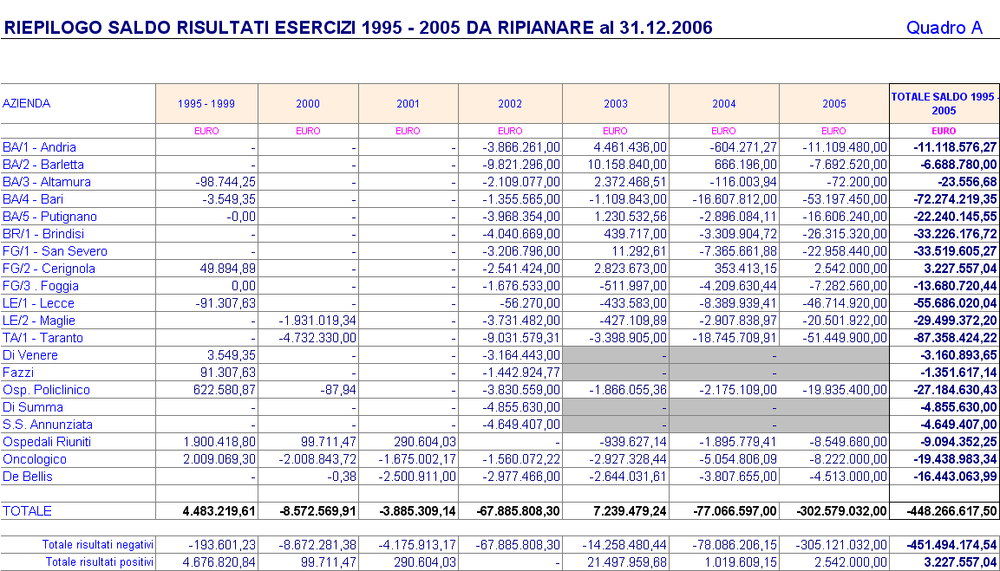 RIEPILOGO SALDO RISULTATI ESERCIZI 1995 - 2005 DA RIPIANARE al 31.12.2006 Quadro A
AZIENDA 1995 - 1999 2000 2001 2002 2003 2004 2005 TOTALE SALDO 1995 - 2005
EURO EURO EURO EURO EURO EURO EURO EURO
BA/1 - Andria - - - -3.866.261,00 4.461.436,00 -604.271,27 -11.109.480,00 -11.118.576,27
BA/2 - Barletta - - - -9.821.296,00 10.158.840,00 666.196,00 -7.692.520,00 -6.688.780,00
BA/3 - Altamura -98.744,25 - - -2.109.077,00 2.372.468,51 -116.003,94 -72.200,00 -23.556,68
BA/4 - Bari -3.549,35 - - -1.355.565,00 -1.109.843,00 -16.607.812,00 -53.197.450,00 -72.274.219,35
BA/5 - Putignano -0,00 - - -3.968.354,00 1.230.532,56 -2.896.084,11 -16.606.240,00 -22.240.145,55
BR/1 - Brindisi - - - -4.040.669,00 439.717,00 -3.309.904,72 -26.315.320,00 -33.226.176,72
FG/1 - San Severo - - - -3.206.796,00 11.292,61 -7.365.661,88 -22.958.440,00 -33.519.605,27
FG/2 - Cerignola 49.894,89 - - -2.541.424,00 2.823.673,00 353.413,15 2.542.000,00 3.227.557,04
FG/3 . Foggia 0,00 - - -1.676.533,00 -511.997,00 -4.209.630,44 -7.282.560,00 -13.680.720,44
LE/1 - Lecce -91.307,63 - - -56.270,00 -433.583,00 -8.389.939,41 -46.714.920,00 -55.686.020,04
LE/2 - Maglie - -1.931.019,34 - -3.731.482,00 -427.109,89 -2.907.838,97 -20.501.922,00 -29.499.372,20
TA/1 - Taranto - -4.732.330,00 - -9.031.579,31 -3.398.905,00 -18.745.709,91 -51.449.900,00 -87.358.424,22
Di Venere 3.549,35 - - -3.164.443,00 - - -3.160.893,65
Fazzi 91.307,63 - - -1.442.924,77 - - -1.351.617,14
Osp. Policlinico 622.580,87 -87,94 - -3.830.559,00 -1.866.055,36 -2.175.109,00 -19.935.400,00 -27.184.630,43
Di Summa - - - -4.855.630,00 - - -4.855.630,00
S.S. Annunziata - - - -4.649.407,00 - - -4.649.407,00
Ospedali Riuniti 1.900.418,80 99.711,47 290.604,03 - -939.627,14 -1.895.779,41 -8.549.680,00 -9.094.352,25
Oncologico 2.009.069,30 -2.008.843,72 -1.675.002,17 -1.560.072,22 -2.927.328,44 -5.054.806,09 -8.222.000,00 -19.438.983,34
De Bellis - -0,38 -2.500.911,00 -2.977.466,00 -2.644.031,61 -3.807.655,00 -4.513.000,00 -16.443.063,99
TOTALE 4.483.219,61 -8.572.569,91 -3.885.309,14 -67.885.808,30 7.239.479,24 -77.066.597,00 -302.579.032,00 -448.266.617,50
Totale risultati negativi -193.601,23 -8.672.281,38 -4.175.913,17 -67.885.808,30 -14.258.480,44 -78.086.206,15 -305.121.032,00 -451.494.174,54
Totale risultati positivi 4.676.820,84 99.711,47 290.604,03 - 21.497.959,68 1.019.609,15 2.542.000,00 3.227.557,04